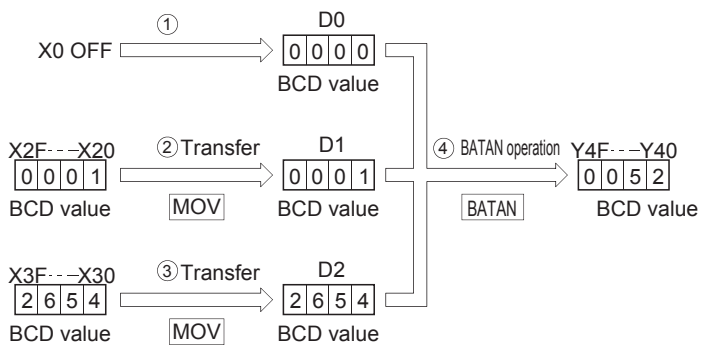 ① D0
X0 OFF 0 0 0 0
BCD value
X2F---X20 ② Transfer D1 ④ BATAN operation Y4F---Y40
0 0 0 1 MOV 0 0 0 1 BATAN 0 0 5 2
BCD value BCD value BCD value
X3F---X30 ③ Transfer D2
2 6 5 4 MOV 2 6 5 4
BCD value BCD value